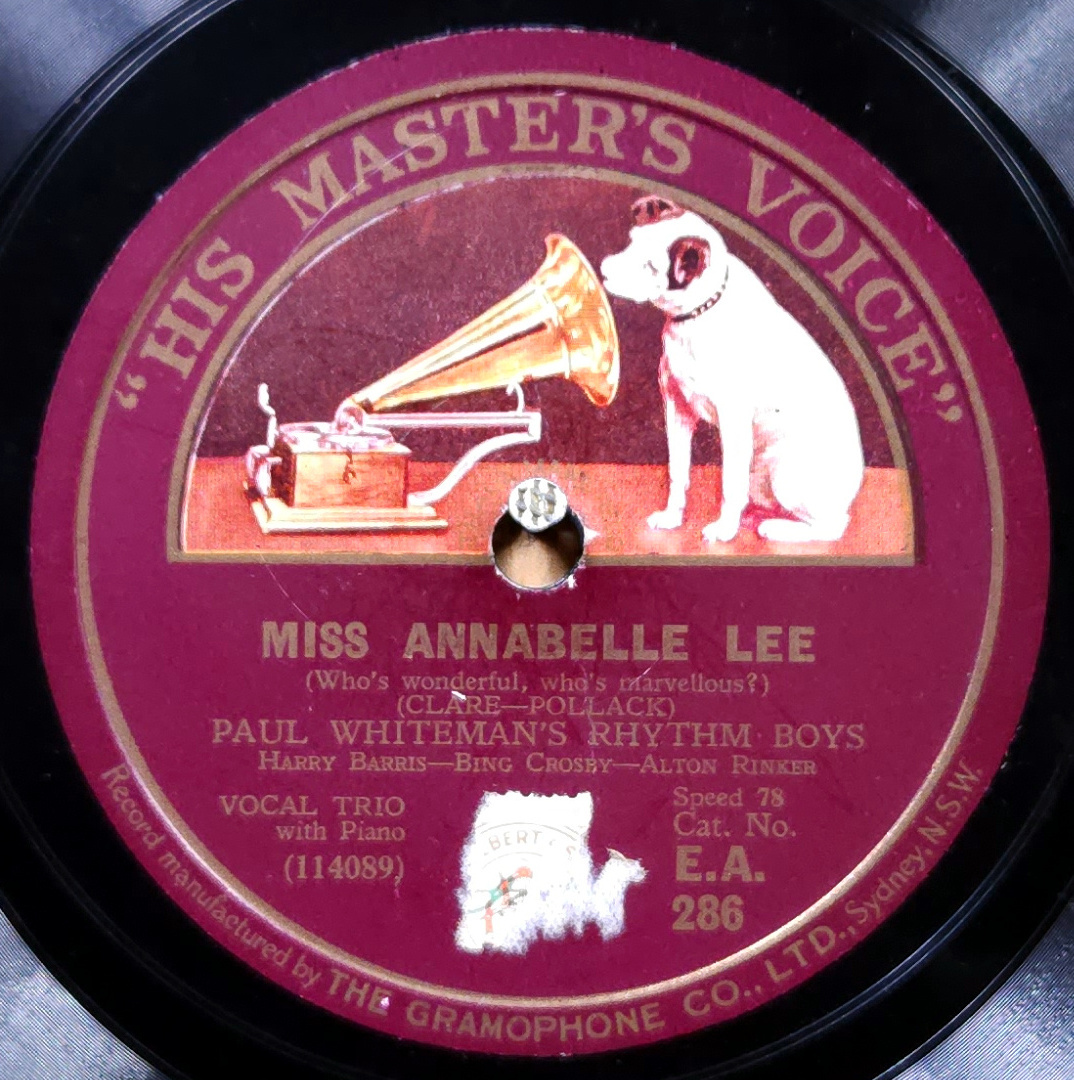 “HIS MASTER'S VOICE”
MISS ANNABELLE LEE
(Who's wonderful, who's marvellous?)
(CLARE—POLLACK)
PAUL WHITEMAN'S RHYTHM BOYS
HARRY BARRIS—BING CROSBY—ALTON RINKER
VOCAL TRIO
with Piano
(114089)
Speed 78
Cat. No.
E.A.
286
BERT
Record manufactured by THE GRAMOPHONE CO., LTD., Sydney, N.S.W.